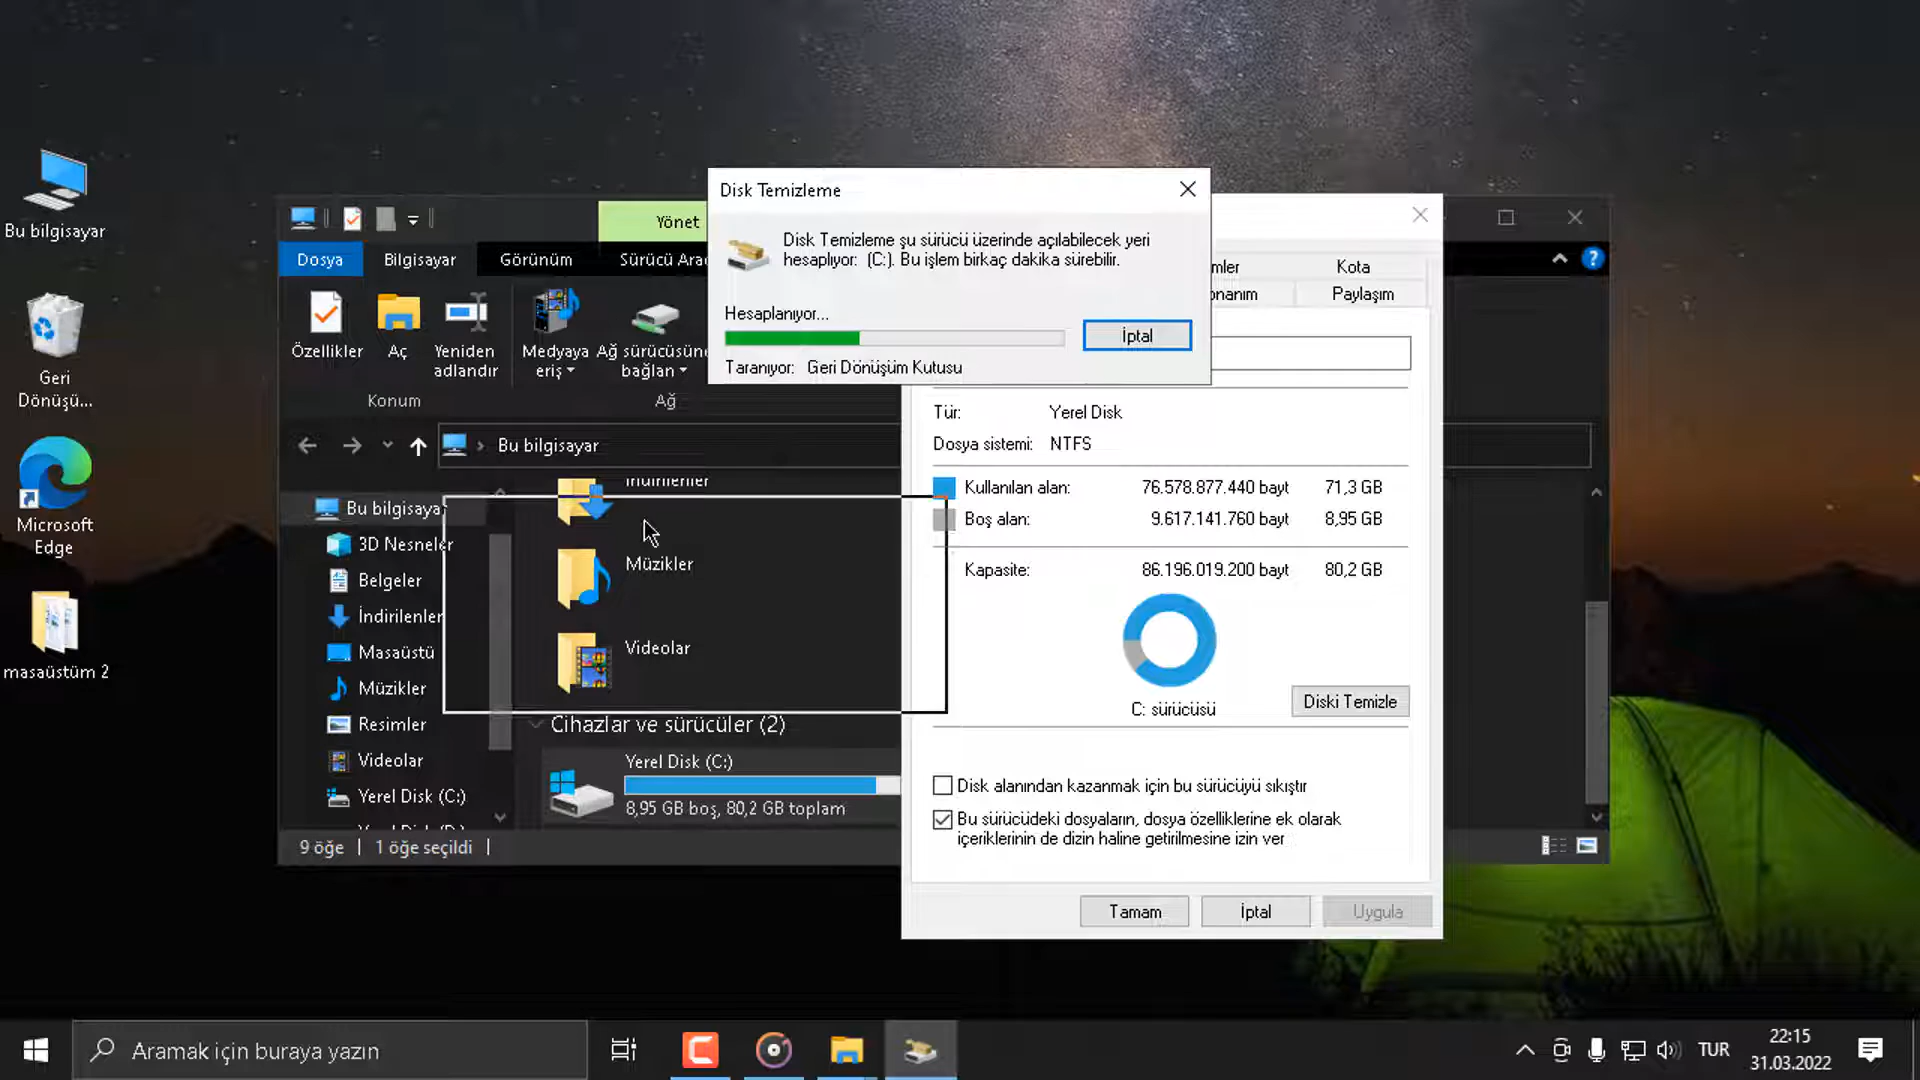 Bu bilgisayar
Geri
Dönüşü...
Microsoft
Edge
masaüstüm 2
Yönet
Dosya
Bilgisayar
Görünüm
Sürücü Araç
Özellikler
Aç
Yeniden
adlandır
Konum
Medyaya
eriş
Ağ sürücüsüne
bağlan
Ağ
Bu bilgisayar
Bu bilgisaya
3D Nesneler
Belgeler
İndirilenler
Masaüstü
Müzikler
Resimler
Videolar
Yerel Disk (C:)
Yerel Disk (D:)
İndirilenler
Müzikler
Videolar
Cihazlar ve sürücüler (2)
Yerel Disk (C:)
8,95 GB boş, 80,2 GB toplam
9 öğe
1 öğe seçildi
Disk Temizleme
Disk Temizleme şu sürücü üzerinde açılabilecek yeri
hesaplıyor: (C:). Bu işlem birkaç dakika sürebilir.
Hesaplanıyor...
İptal
Taranıyor: Geri Dönüşüm Kutusu
mler
Kota
onanım
Paylaşım
Tür: Yerel Disk
Dosya sistemi: NTFS
Kullanılan alan: 76.578.877.440 bayt 71,3 GB
Boş alan: 9.617.141.760 bayt 8,95 GB
Kapasite: 86.196.019.200 bayt 80,2 GB
C: sürücüsü
Diski Temizle
Disk alanından kazanmak için bu sürücüyü sıkıştır
Bu sürücüdeki dosyaların, dosya özelliklerine ek olarak
içeriklerinin de dizin haline getirilmesine izin ver
Tamam
İptal
Uygula
Aramak için buraya yazın
TUR
22:15
31.03.2022